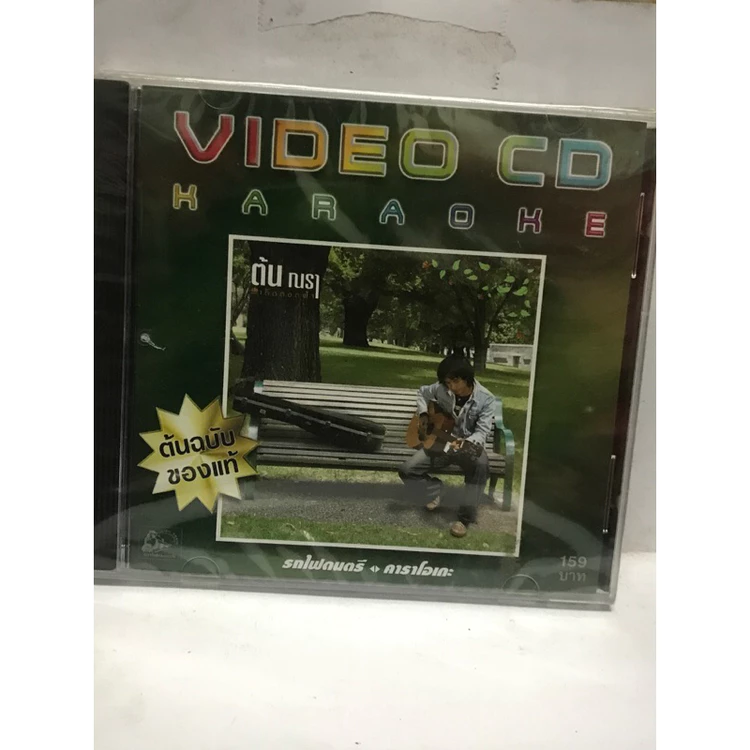 VIDEO CD
KARAOKE
ต้น ณรา
ต้นฉบับ
ของแท้
รถไฟดนตรี คาราโอเกะ
159
บาท